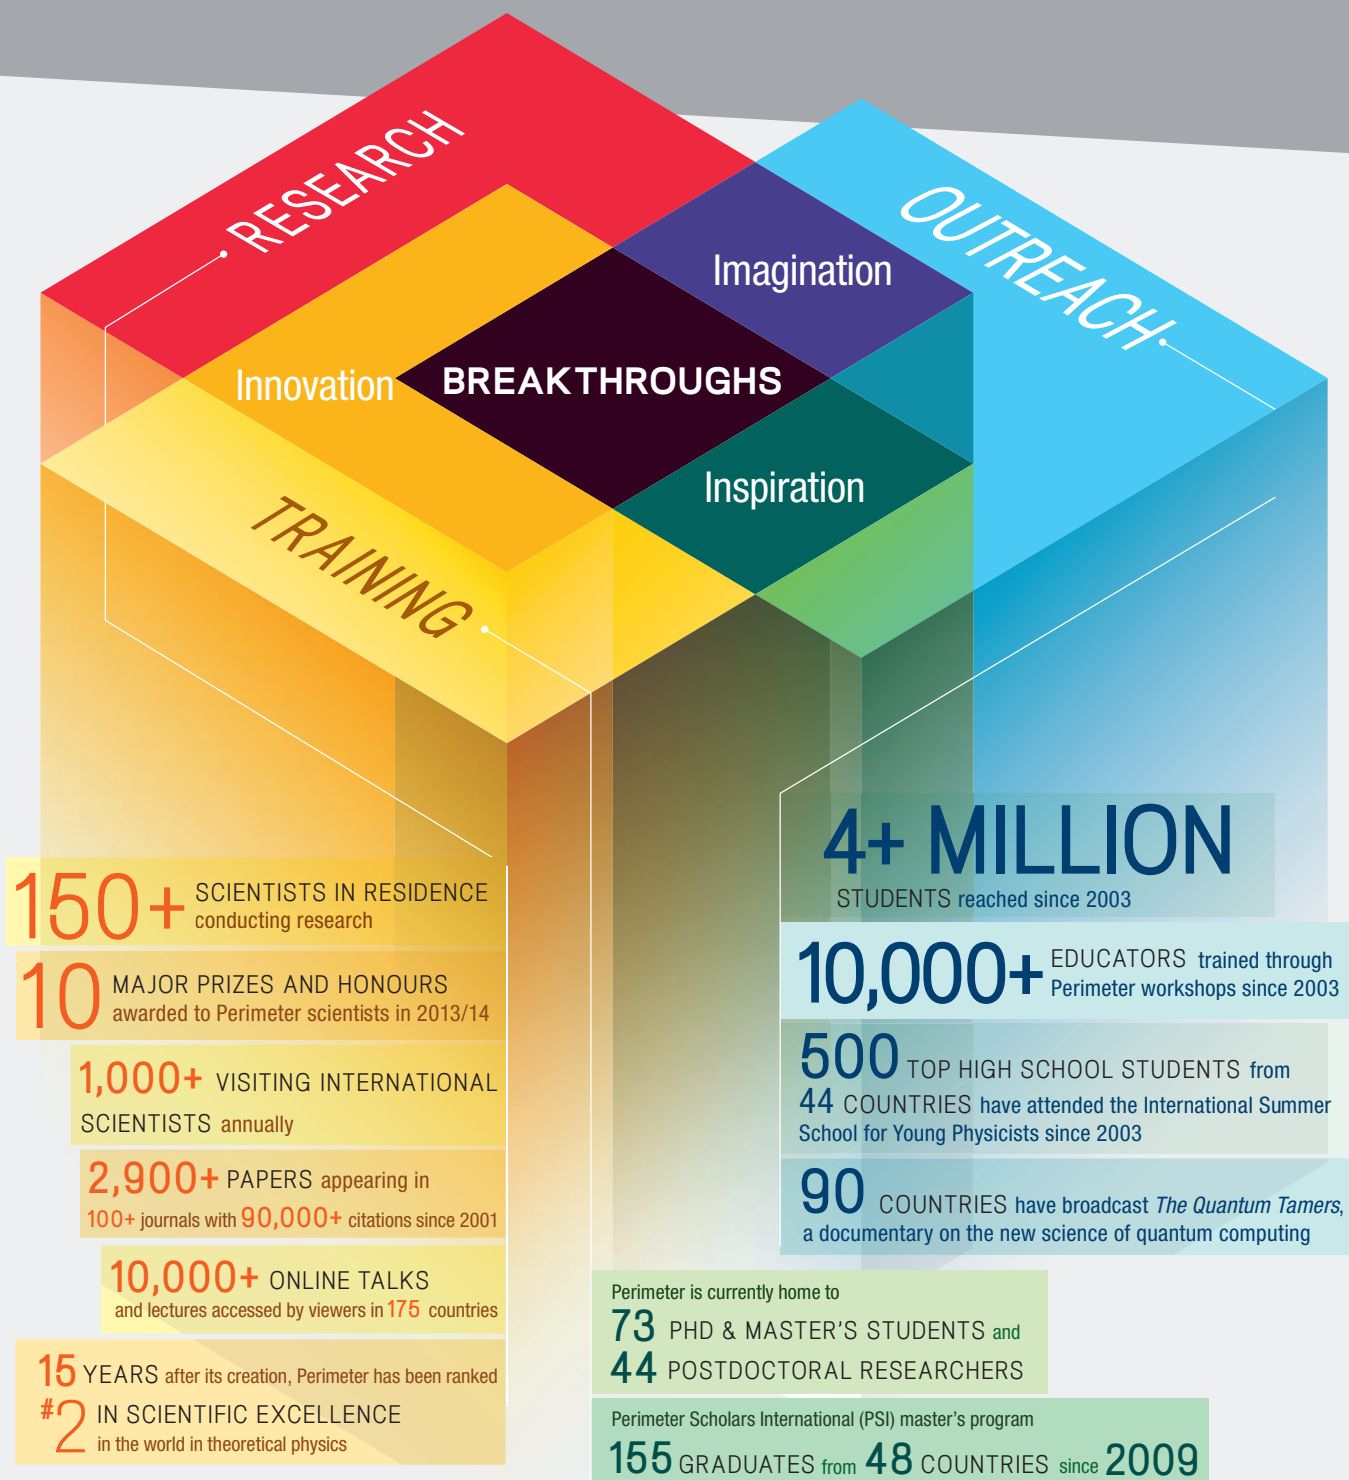 RESEARCH
OUTREACH
Imagination
Innovation
BREAKTHROUGHS
Inspiration
TRAINING
150+ SCIENTISTS IN RESIDENCE
conducting research
10 MAJOR PRIZES AND HONOURS
awarded to Perimeter scientists in 2013/14
1,000+ VISITING INTERNATIONAL
SCIENTISTS annually
2,900+ PAPERS appearing in
100+ journals with 90,000+ citations since 2001
10,000+ ONLINE TALKS
and lectures accessed by viewers in 175 countries
15 YEARS after its creation, Perimeter has been ranked
#2 IN SCIENTIFIC EXCELLENCE
in the world in theoretical physics
4+ MILLION
STUDENTS reached since 2003
10,000+ EDUCATORS trained through
Perimeter workshops since 2003
500 TOP HIGH SCHOOL STUDENTS from
44 COUNTRIES have attended the International Summer
School for Young Physicists since 2003
90 COUNTRIES have broadcast The Quantum Tamers,
a documentary on the new science of quantum computing
Perimeter is currently home to
73 PHD & MASTER'S STUDENTS and
44 POSTDOCTORAL RESEARCHERS
Perimeter Scholars International (PSI) master's program
155 GRADUATES from 48 COUNTRIES since 2009